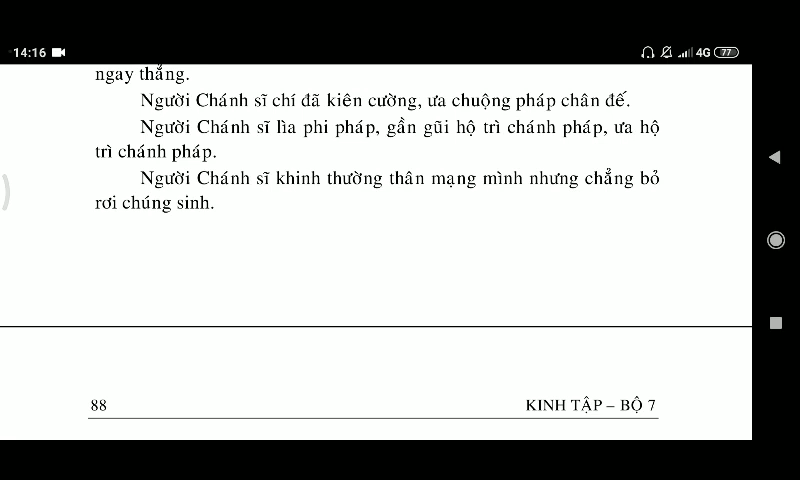 14:16
4G 77
ngay thẳng.
Người Chánh sĩ chí đã kiên cường, ưa chuộng pháp chân đế.
Người Chánh sĩ lìa phi pháp, gần gũi hộ trì chánh pháp, ưa hộ
trì chánh pháp.
Người Chánh sĩ khinh thường thân mạng mình nhưng chẳng bỏ
rơi chúng sinh.
88 KINH TẬP – BỘ 7